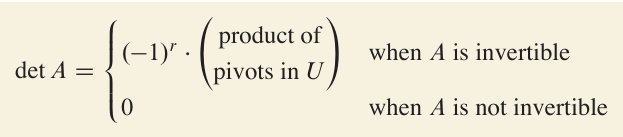 det A = { (−1)^r · (product of pivots in U) when A is invertible
0 when A is not invertible